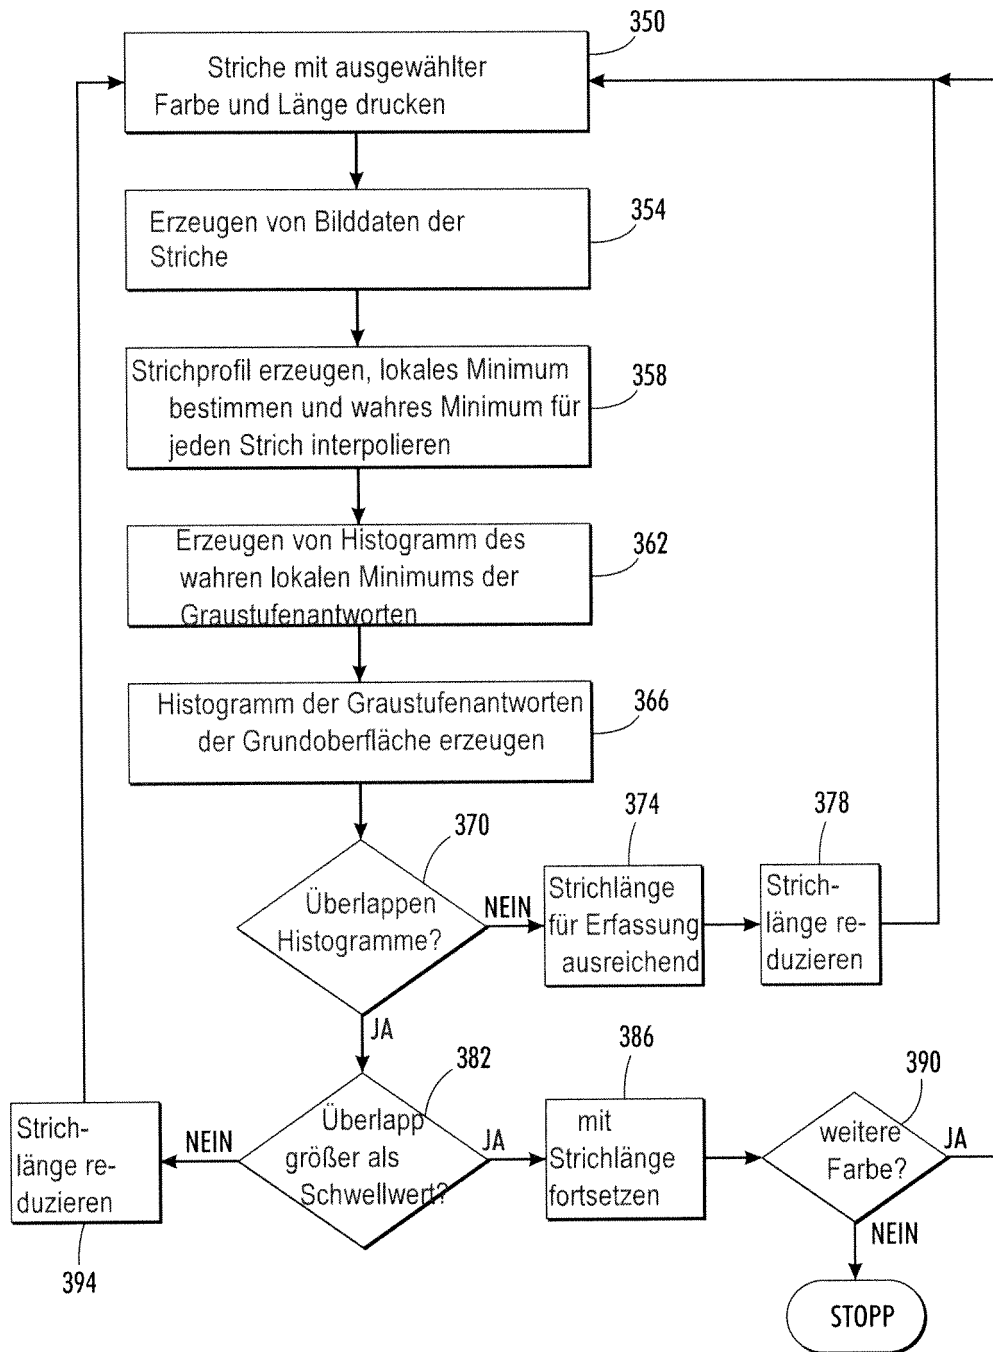 350
Striche mit ausgewählter
Farbe und Länge drucken
354
Erzeugen von Bilddaten der
Striche
358
Strichprofil erzeugen, lokales Minimum
bestimmen und wahres Minimum für
jeden Strich interpolieren
362
Erzeugen von Histogramm des
wahren lokalen Minimums der
Graustufenantworten
366
Histogramm der Graustufenantworten
der Grundoberfläche erzeugen
370
Überlappen
Histogramme?
NEIN
374
Strichlänge
für Erfassung
ausreichend
378
Strich-
länge re-
duzieren
JA
382
Überlapp
größer als
Schwellwert?
NEIN
Strich-
länge re-
duzieren
394
JA
386
mit
Strichlänge
fortsetzen
390
weitere
Farbe?
JA
NEIN
STOPP